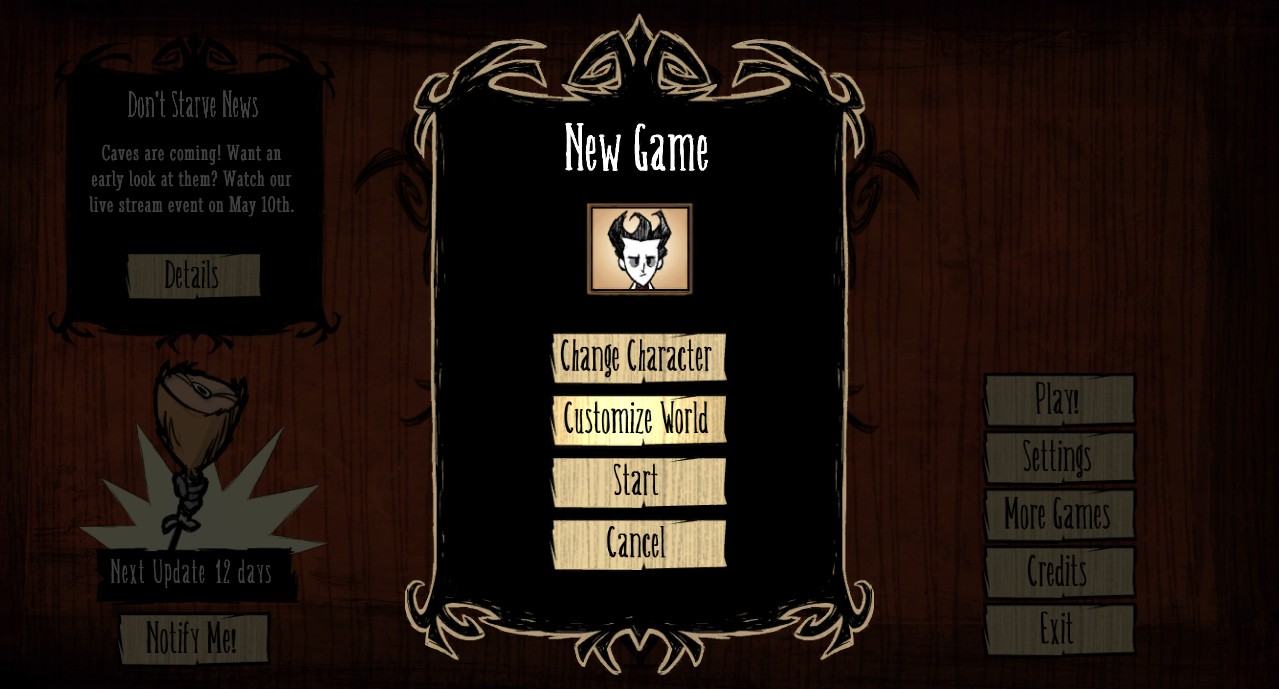 Don't Starve News
Caves are coming! Want an
early look at them? Watch our
live stream event on May 10th.
Details
Next Update 12 days
Notify Me!
New Game
Change Character
Customize World
Start
Cancel
Play!
Settings
More Games
Credits
Exit